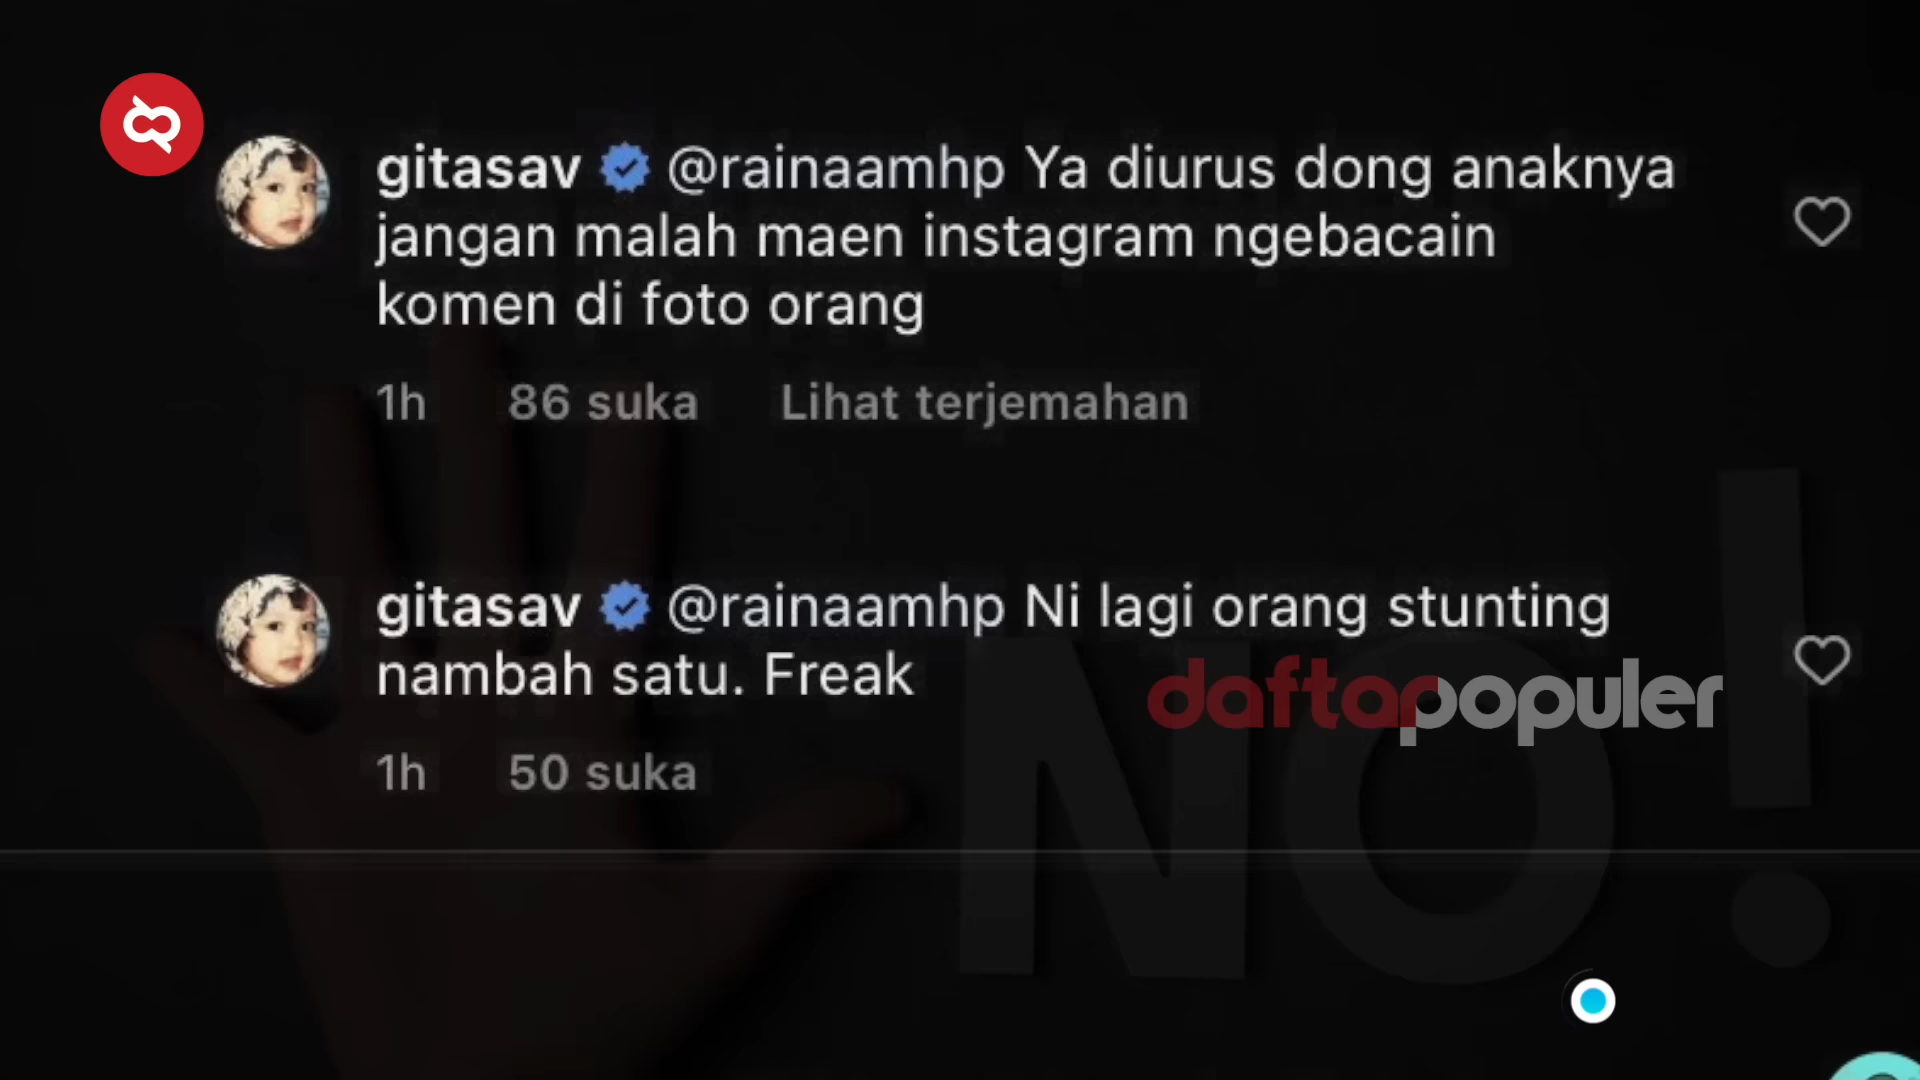 gitasav @rainaamhp Ya diurus dong anaknya
jangan malah maen instagram ngebacain
komen di foto orang
1h 86 suka Lihat terjemahan
gitasav @rainaamhp Ni lagi orang stunting
nambah satu. Freak
daftarpopuler
1h 50 suka
NO!